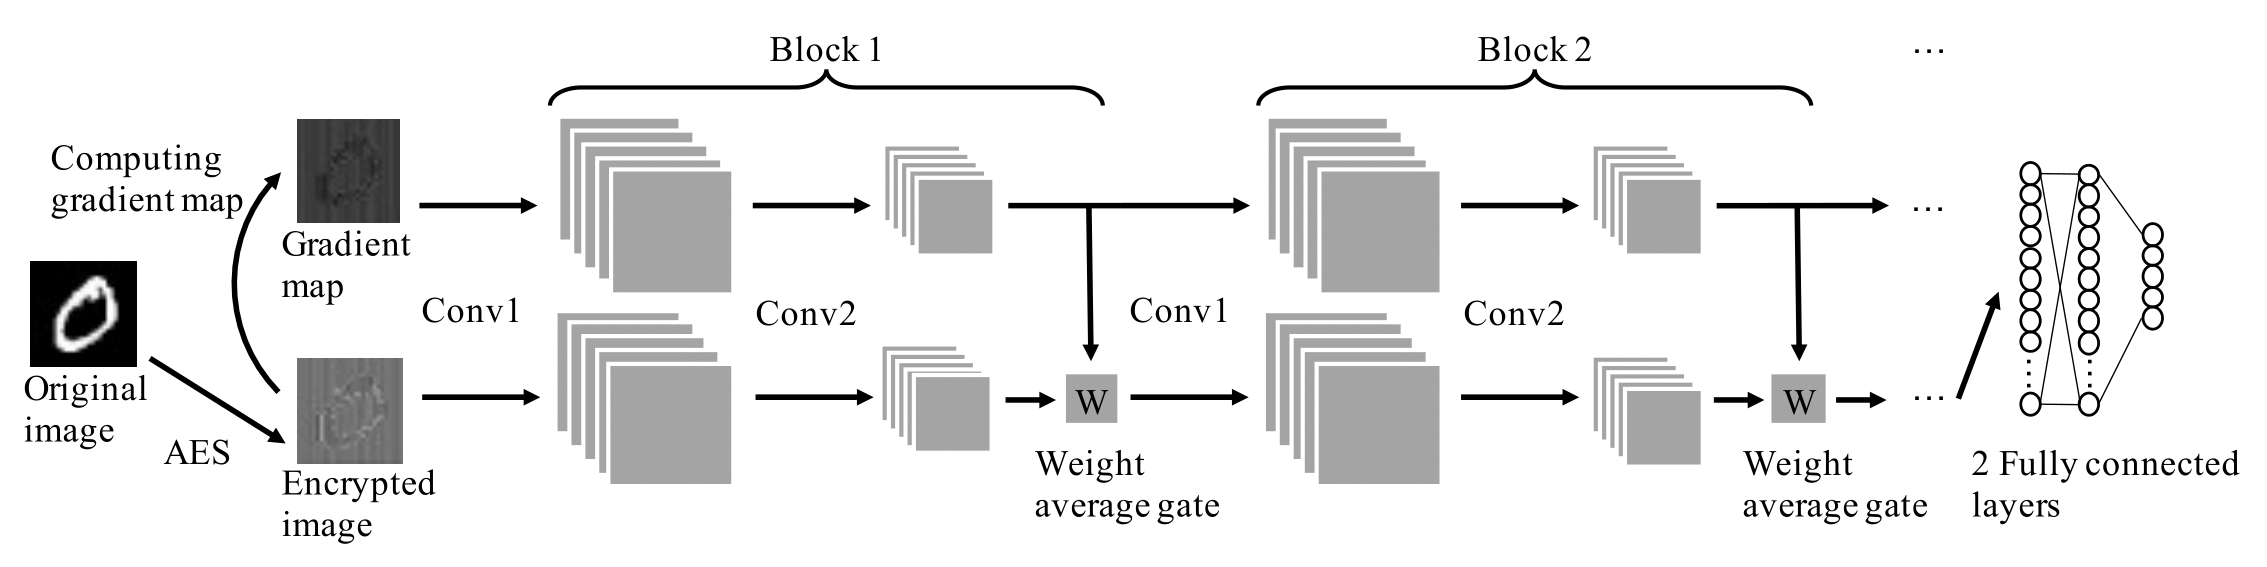 Block 1
Block 2
...
Computing
gradient map
Gradient
map
Original
image
AES
Encrypted
image
Conv1
Conv2
Conv1
Conv2
...
W
W
...
Weight
average gate
Weight
average gate
2 Fully connected
layers